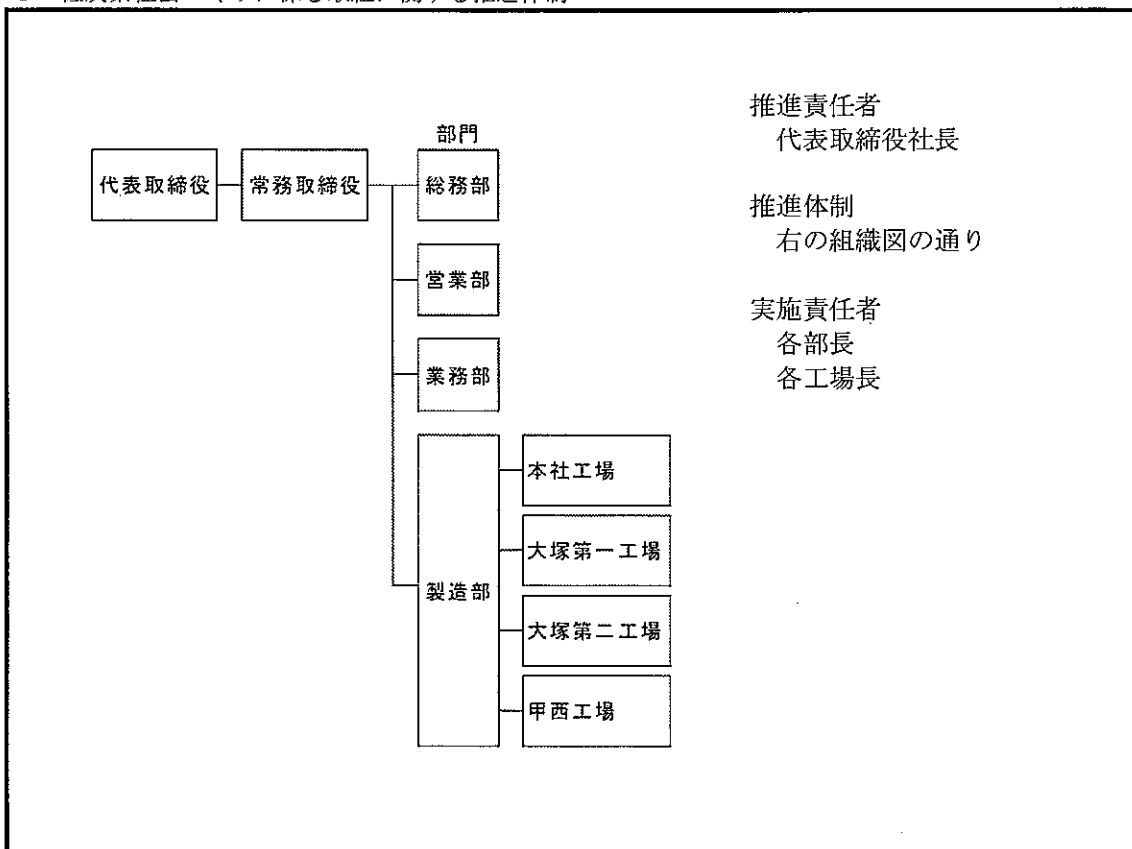 部門
代表取締役
常務取締役
総務部
営業部
業務部
製造部
本社工場
大塚第一工場
大塚第二工場
甲西工場
推進責任者
代表取締役社長
推進体制
右の組織図の通り
実施責任者
各部長
各工場長